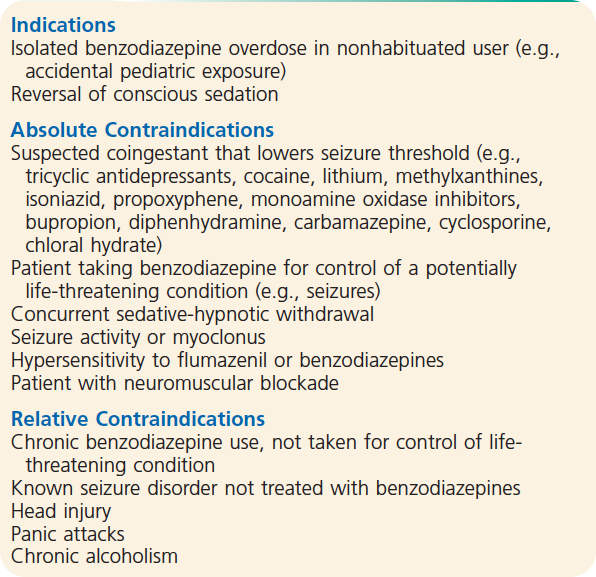 Indications
Isolated benzodiazepine overdose in nonhabituated user (e.g.,
accidental pediatric exposure)
Reversal of conscious sedation
Absolute Contraindications
Suspected coingestant that lowers seizure threshold (e.g.,
tricyclic antidepressants, cocaine, lithium, methylxanthines,
isoniazid, propoxyphene, monoamine oxidase inhibitors,
bupropion, diphenhydramine, carbamazepine, cyclosporine,
chloral hydrate)
Patient taking benzodiazepine for control of a potentially
life-threatening condition (e.g., seizures)
Concurrent sedative-hypnotic withdrawal
Seizure activity or myoclonus
Hypersensitivity to flumazenil or benzodiazepines
Patient with neuromuscular blockade
Relative Contraindications
Chronic benzodiazepine use, not taken for control of life-
threatening condition
Known seizure disorder not treated with benzodiazepines
Head injury
Panic attacks
Chronic alcoholism